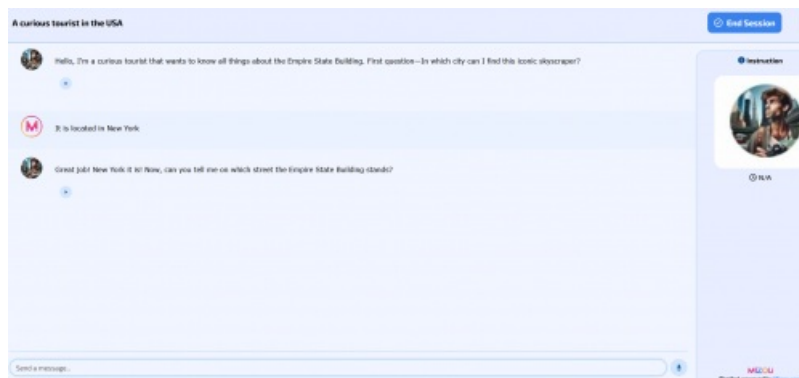 A curious tourist in the USA
End Session
Hello, I'm a curious tourist that wants to know all things about the Empire State Building. First question—In which city can I find this iconic skyscraper?
Instruction
M
It is located in New York
Great job! New York it is! Now, can you tell me on which street the Empire State Building stands?
N/A
Send a message..
MIZOU